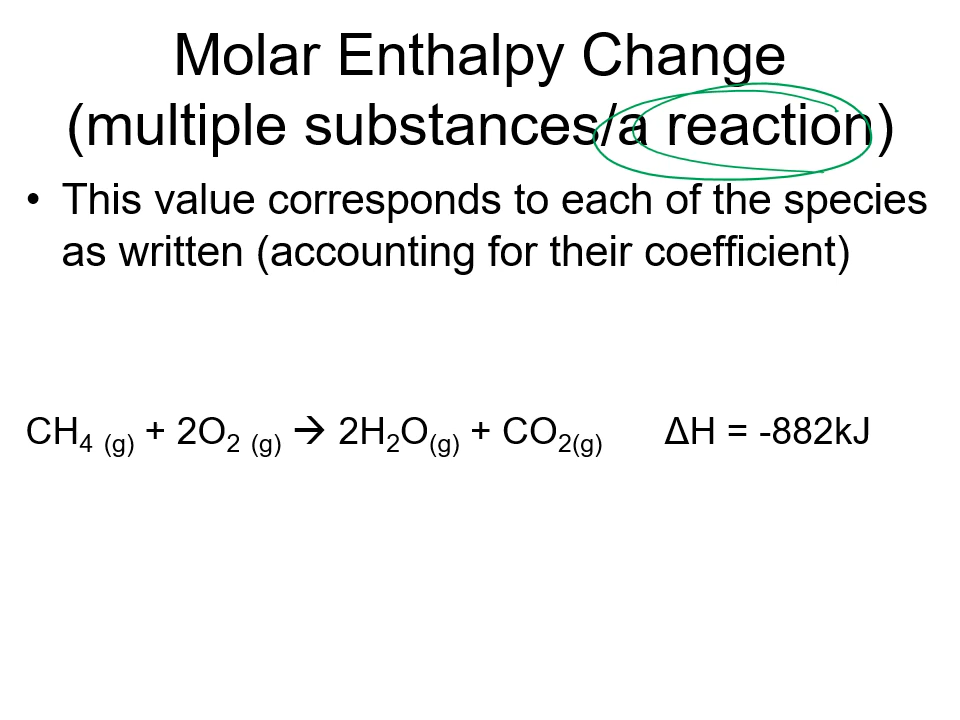 Molar Enthalpy Change
(multiple substances/a reaction)
• This value corresponds to each of the species
as written (accounting for their coefficient)
CH₄ (g) + 2O₂ (g) → 2H₂O(g) + CO₂(g) ΔH = -882kJ